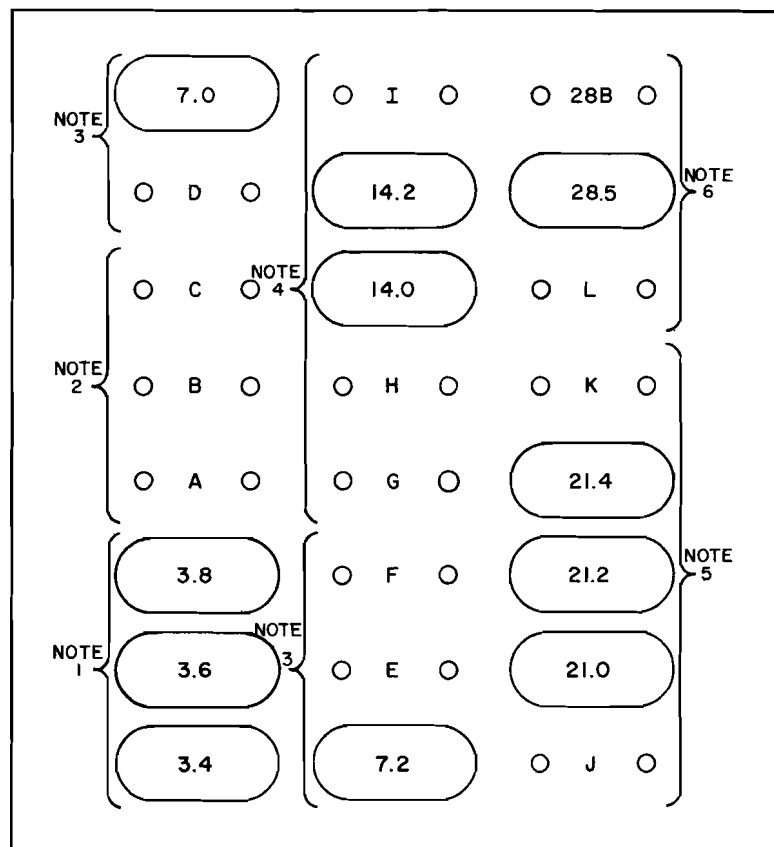 NOTE
3
7.0
D
NOTE
2
C
B
A
NOTE
1
3.8
3.6
3.4
NOTE
4
I
14.2
14.0
H
G
NOTE
3
F
E
7.2
28B
28.5
L
NOTE
6
K
21.4
21.2
21.0
J
NOTE
5